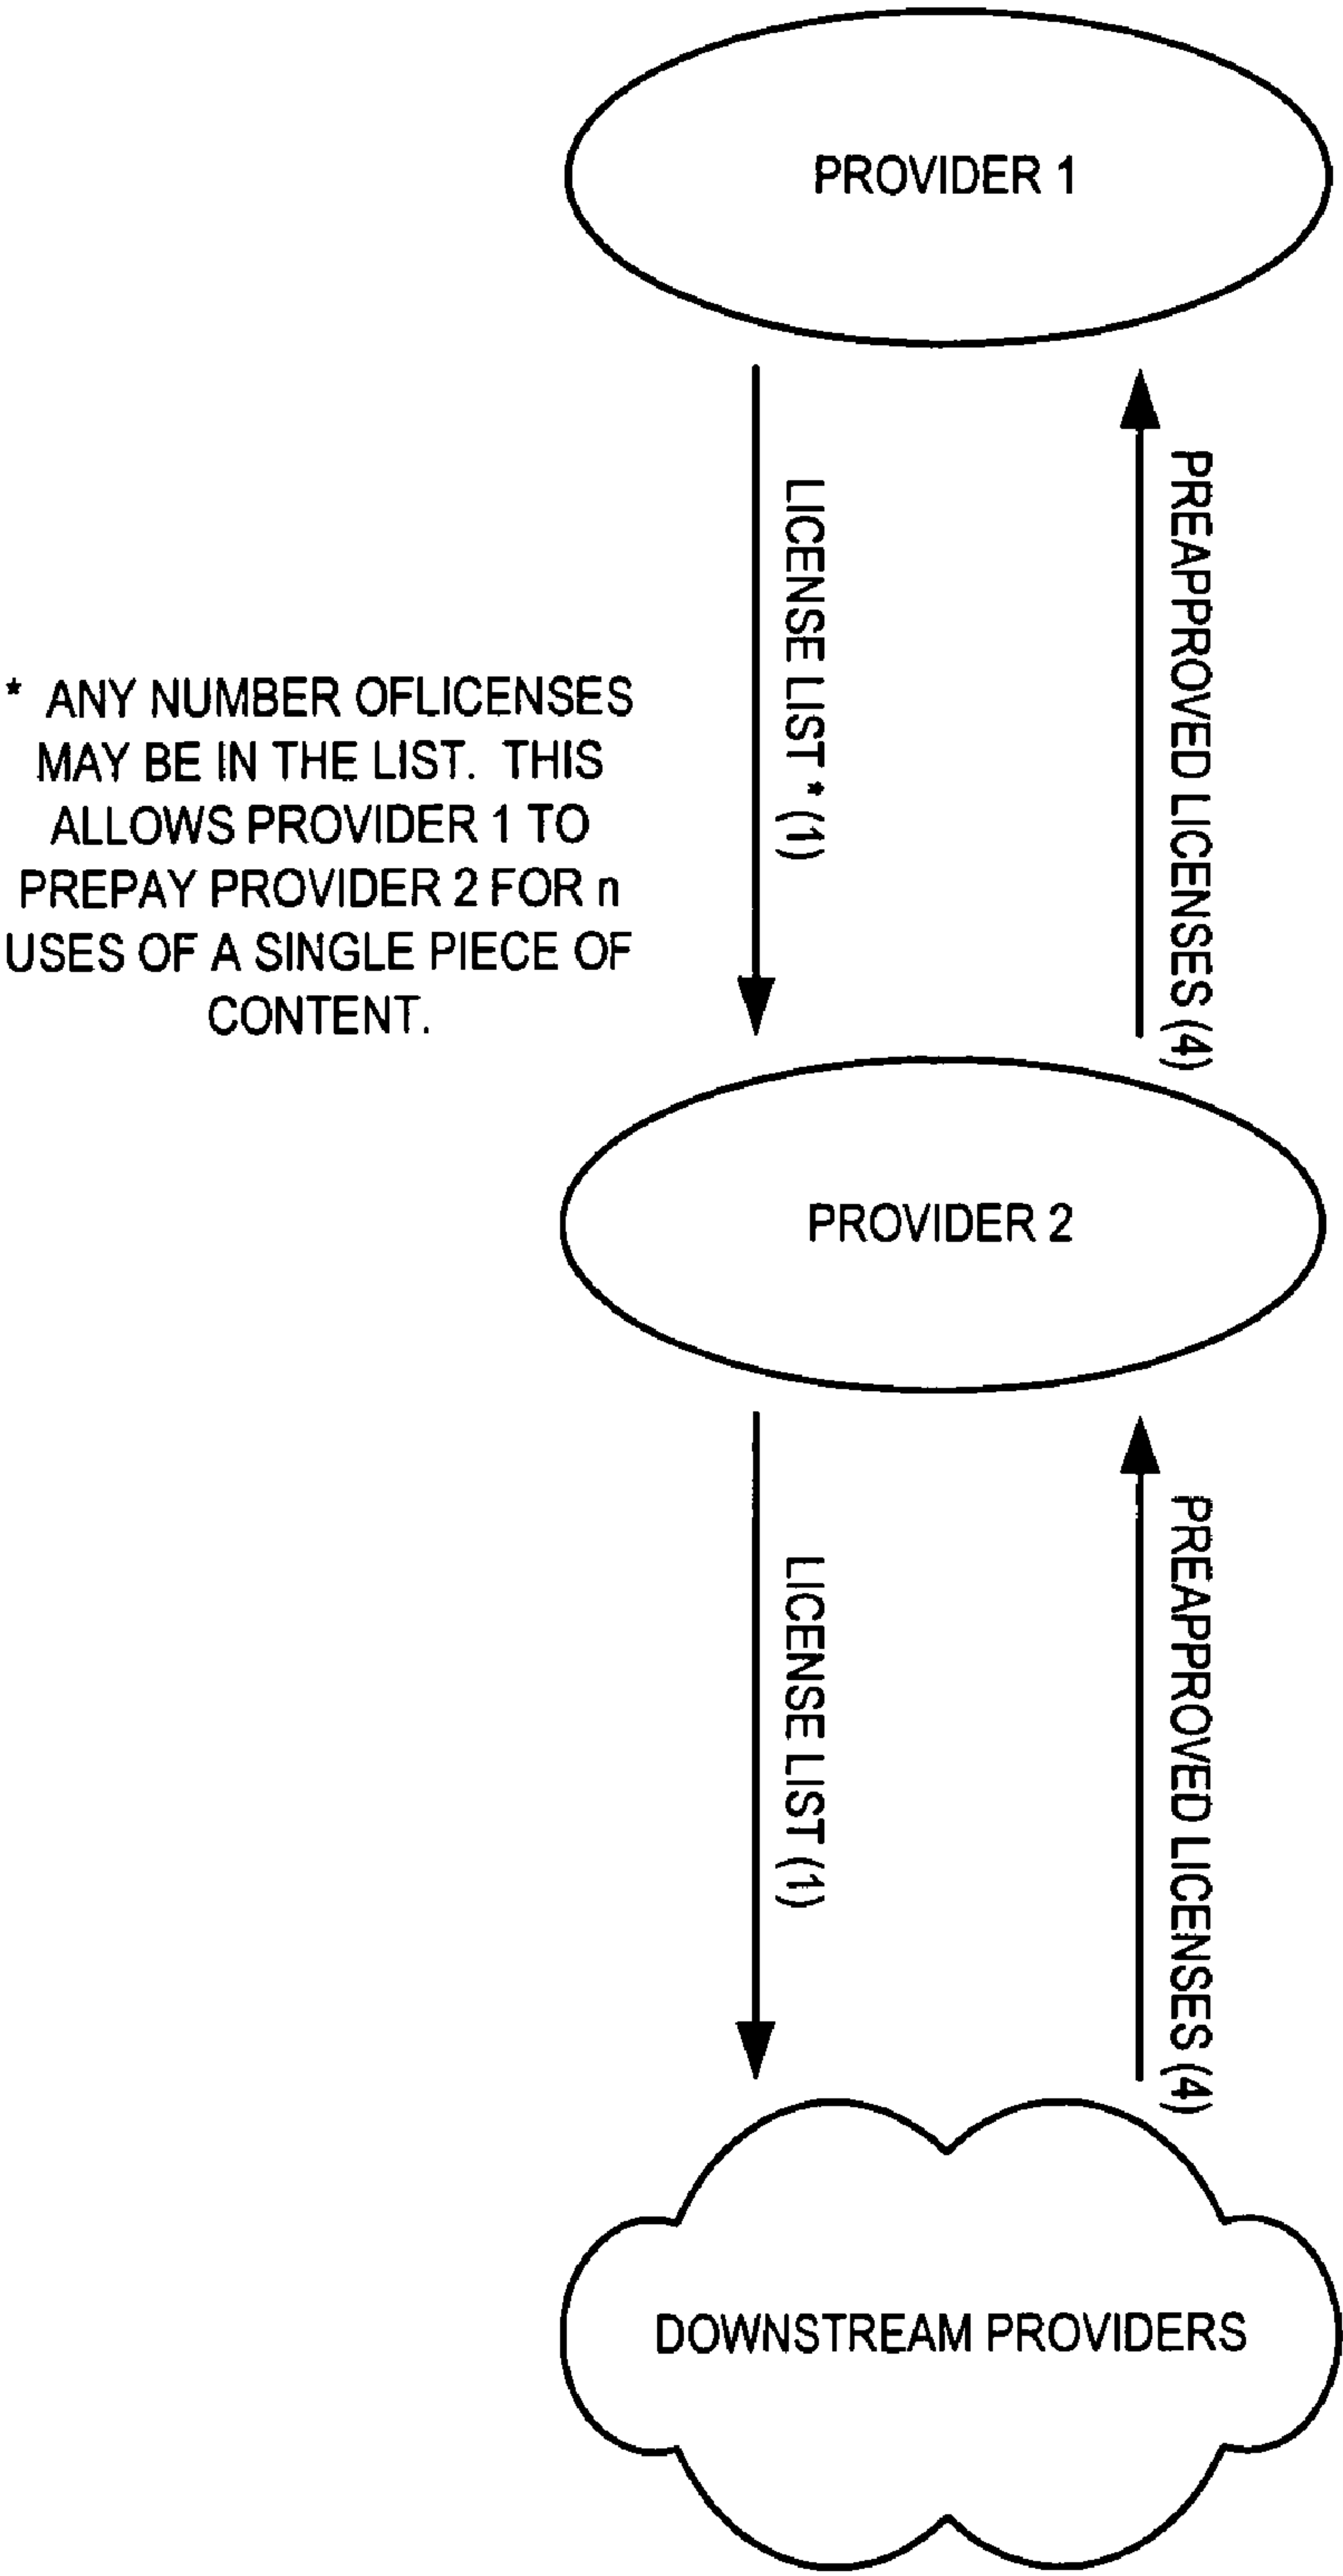 PROVIDER 1
LICENSE LIST * (1)
PREAPPROVED LICENSES (4)
* ANY NUMBER OFLICENSES
MAY BE IN THE LIST. THIS
ALLOWS PROVIDER 1 TO
PREPAY PROVIDER 2 FOR n
USES OF A SINGLE PIECE OF
CONTENT.
PROVIDER 2
LICENSE LIST (1)
PREAPPROVED LICENSES (4)
DOWNSTREAM PROVIDERS